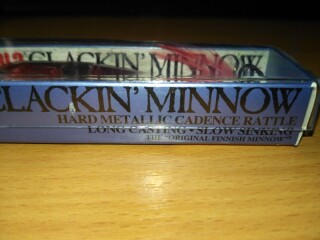 CLACKIN' MINNOW
CLACKIN' MINNOW
HARD METALLIC CADENCE RATTLE
LONG CASTING • SLOW SINKING
THE "ORIGINAL FINNISH MINNOW"